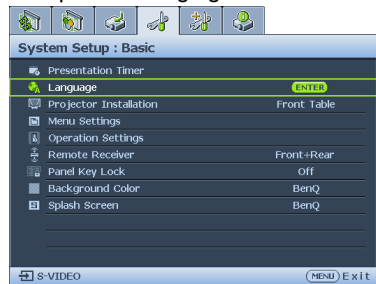 System Setup : Basic
Presentation Timer
Language ENTER
Projector Installation Front Table
Menu Settings
Operation Settings
Remote Receiver Front+Rear
Panel Key Lock Off
Background Color BenQ
Splash Screen BenQ
S-VIDEO MENU Exit